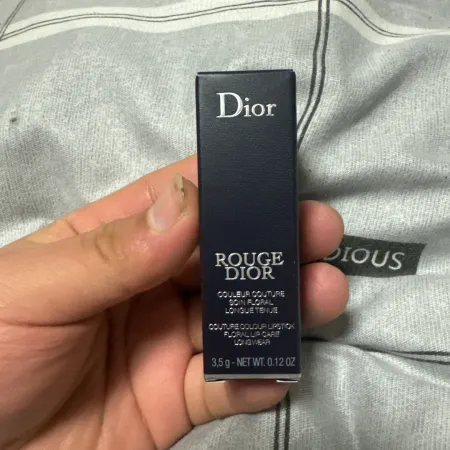 Dior
ROUGE
DIOR
COULEUR COUTURE
SOIN FLORAL
LONGUE TENUE
COUTURE COLOUR LIPSTICK
FLORAL LIP CARE
LONGWEAR
3,5 g - NET WT. 0.12 OZ
DIOUS